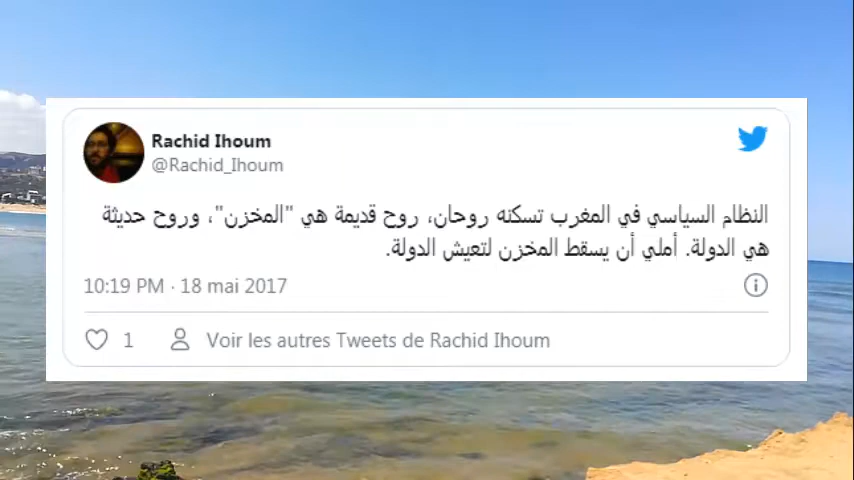 Rachid Ihoum
@Rachid_Ihoum
النظام السياسي في المغرب تسكنه روحان، روح قديمة هي "المخزن"، وروح حديثة
هي الدولة. أملي أن يسقط المخزن لتعيش الدولة.
10:19 PM · 18 mai 2017
1
Voir les autres Tweets de Rachid Ihoum